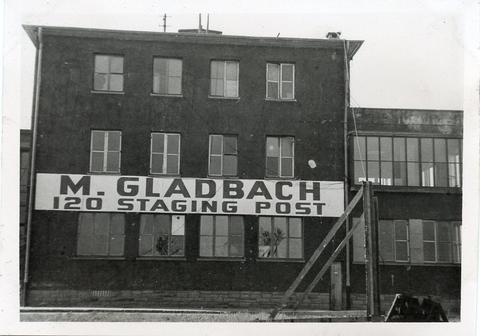 M. GLADBACH
120 STAGING POST